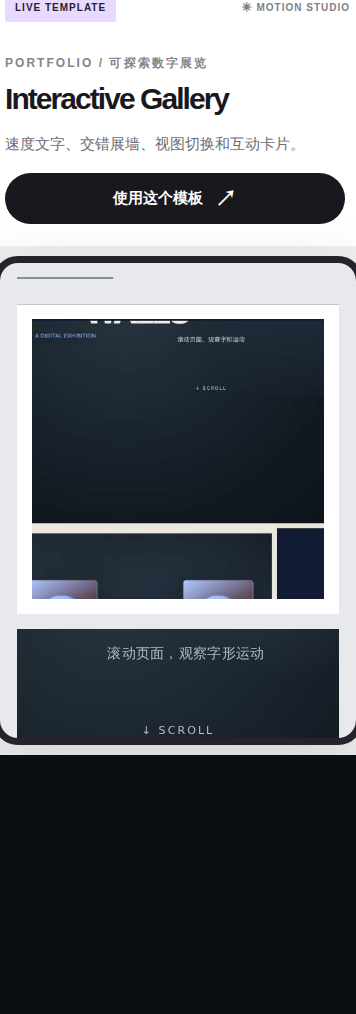 LIVE TEMPLATE
☀ MOTION STUDIO
PORTFOLIO / 可探索数字展览
Interactive Gallery
速度文字、交错展墙、视图切换和互动卡片。
使用这个模板 ↗
A DIGITAL EXHIBITION
滚动页面，观察字形运动
↓ SCROLL
滚动页面，观察字形运动
↓ SCROLL